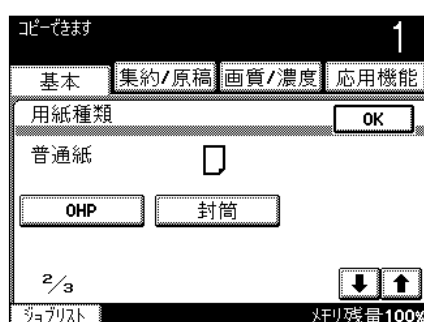 コピーできます 1
基本 集約/原稿 画質/濃度 応用機能
用紙種類 OK
普通紙
OHP 封筒
2/3
ジョブリスト メモリ残量100%